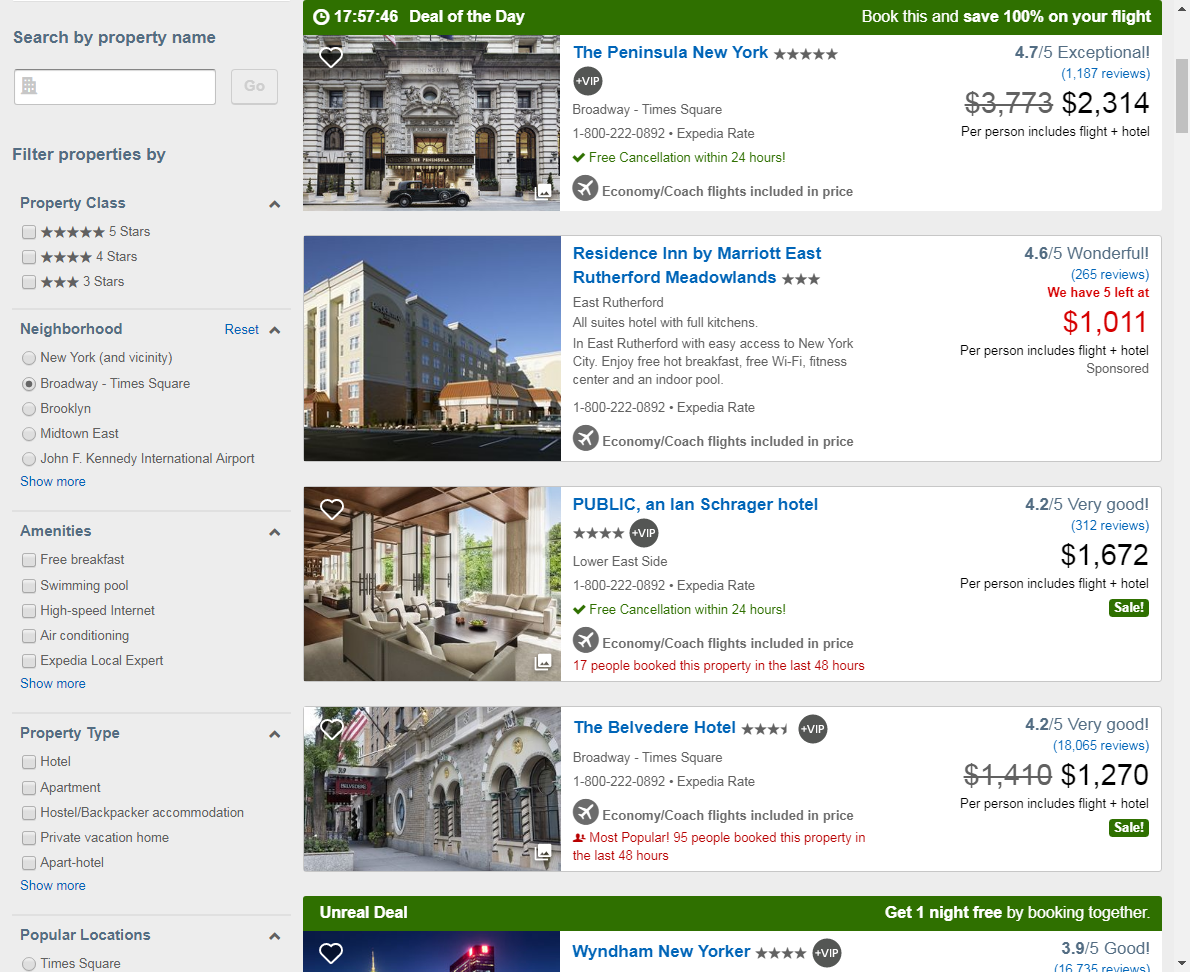 Search by property name
Go
Filter properties by
Property Class
5 Stars
4 Stars
3 Stars
Neighborhood Reset
New York (and vicinity)
Broadway - Times Square
Brooklyn
Midtown East
John F. Kennedy International Airport
Show more
Amenities
Free breakfast
Swimming pool
High-speed Internet
Air conditioning
Expedia Local Expert
Show more
Property Type
Hotel
Apartment
Hostel/Backpacker accommodation
Private vacation home
Apart-hotel
Show more
Popular Locations
Times Square
17:57:46 Deal of the Day Book this and save 100% on your flight
THE PENINSULA
The Peninsula New York
+VIP
Broadway - Times Square
1-800-222-0892 • Expedia Rate
Free Cancellation within 24 hours!
Economy/Coach flights included in price
4.7/5 Exceptional!
(1,187 reviews)
$3,773 $2,314
Per person includes flight + hotel
Residence Inn by Marriott East
Rutherford Meadowlands
East Rutherford
All suites hotel with full kitchens.
In East Rutherford with easy access to New York
City. Enjoy free hot breakfast, free Wi-Fi, fitness
center and an indoor pool.
1-800-222-0892 • Expedia Rate
Economy/Coach flights included in price
4.6/5 Wonderful!
(265 reviews)
We have 5 left at
$1,011
Per person includes flight + hotel
Sponsored
PUBLIC, an Ian Schrager hotel
+VIP
Lower East Side
1-800-222-0892 • Expedia Rate
Free Cancellation within 24 hours!
Economy/Coach flights included in price
17 people booked this property in the last 48 hours
4.2/5 Very good!
(312 reviews)
$1,672
Per person includes flight + hotel
Sale!
BELVEDERE
The Belvedere Hotel +VIP
Broadway - Times Square
1-800-222-0892 • Expedia Rate
Economy/Coach flights included in price
Most Popular! 95 people booked this property in
the last 48 hours
4.2/5 Very good!
(18,065 reviews)
$1,410 $1,270
Per person includes flight + hotel
Sale!
Unreal Deal Get 1 night free by booking together.
Wyndham New Yorker +VIP
3.9/5 Good!
(16,735 reviews)